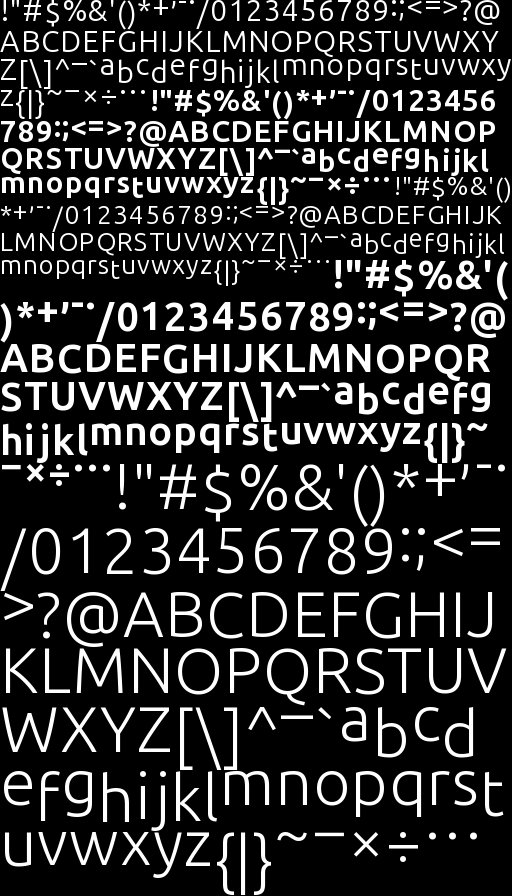 !"#$%&'()*+,-./0123456789:;<=>?@
ABCDEFGHIJKLMNOPQRSTUVWXY
Z[\]^_`abcdefghijklmnopqrstuvwxy
z{|}~¯×÷···!"#$%&'()*+,-./0123456
789:;<=>?@ABCDEFGHIJKLMNOP
QRSTUVWXYZ[\]^_`abcdefghijkl
mnopqrstuvwxyz{|}~¯×÷···!"#$%&'()
*+,-./0123456789:;<=>?@ABCDEFGHIJK
LMNOPQRSTUVWXYZ[\]^_`abcdefghijkl
mnopqrstuvwxyz{|}~¯×÷···!"#$%&'(
)*+,-./0123456789:;<=>?@
ABCDEFGHIJKLMNOPQR
STUVWXYZ[\]^_`abcdefg
hijklmnopqrstuvwxyz{|}~
¯×÷···!"#$%&'()*+,-.
/0123456789:;<=
>?@ABCDEFGHIJ
KLMNOPQRSTUV
WXYZ[\]^_`abcd
efghijklmnopqrst
uvwxyz{|}~¯×÷···